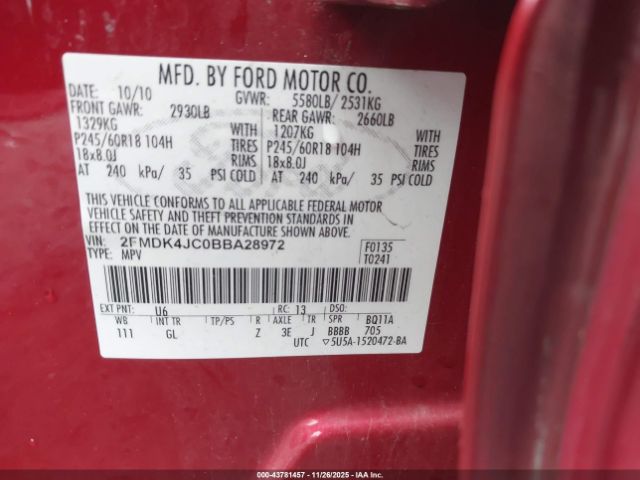 MFD. BY FORD MOTOR CO.
DATE: 10/10 GVWR: 5580LB/ 2531KG
FRONT GAWR: 2930LB REAR GAWR: 2660LB
1329KG WITH 1207KG WITH
P245/60R18 104H TIRES P245/60R18 104H TIRES
18x8.0J RIMS 18x8.0J RIMS
AT 240 kPa/ 35 PSI COLD AT 240 kPa/ 35 PSI COLD
THIS VEHICLE CONFORMS TO ALL APPLICABLE FEDERAL MOTOR
VEHICLE SAFETY AND THEFT PREVENTION STANDARDS IN
EFFECT ON THE DATE OF MANUFACTURE SHOWN ABOVE.
VIN: 2FMDK4JC0BBA28972 F0135
TYPE: MPV T0241
EXT PNT: U6 RC: 13 DSO:
WB INT TR TP/PS R AXLE TR SPR BQ11A
111 GL Z 3E J BBBB 705
UTC ▽5U5A-1520472-BA
000-43781457 | 11/26/2025 | IAA Inc.